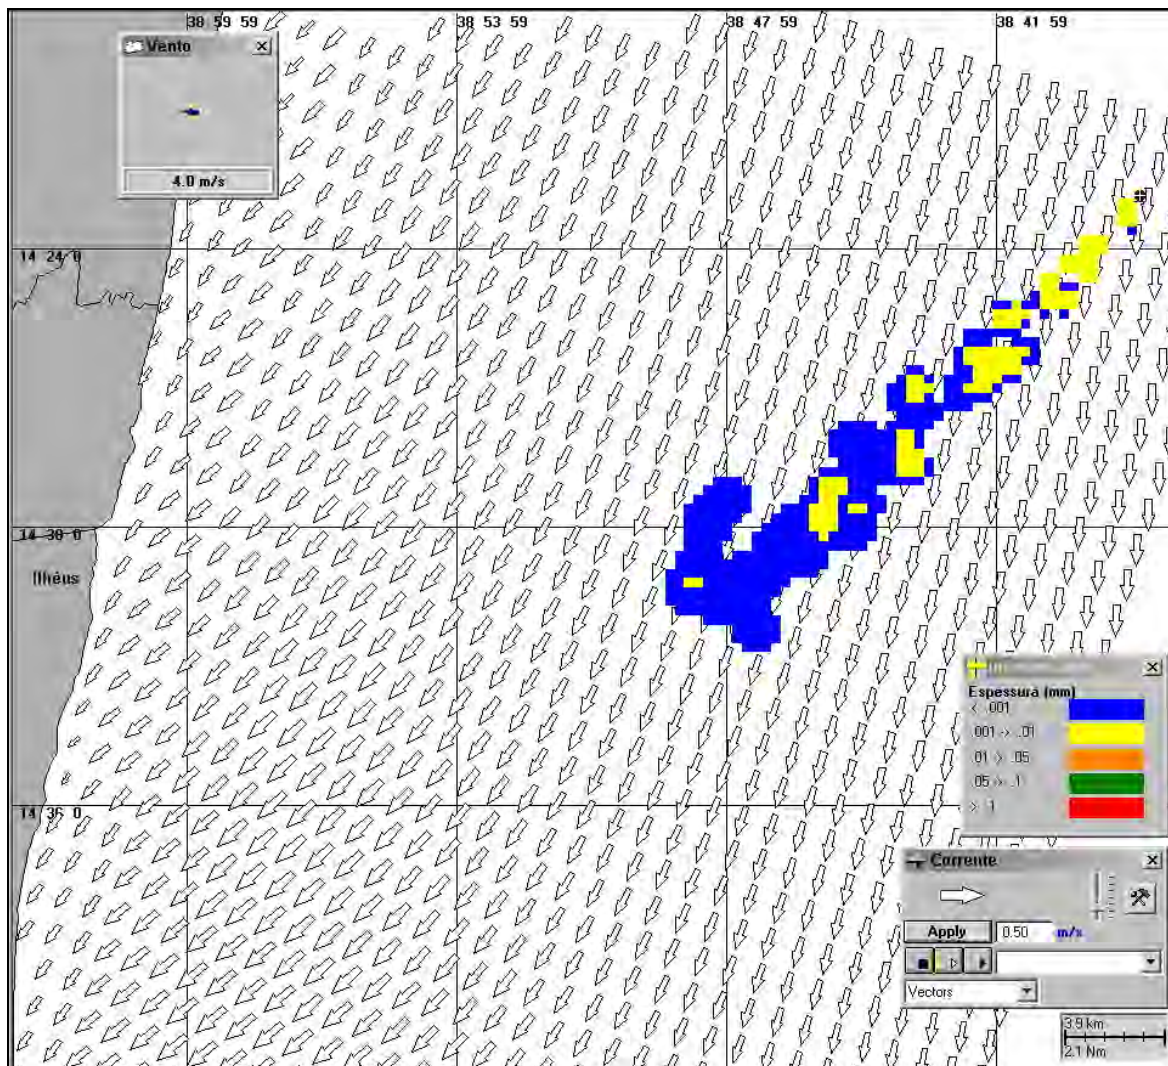 38 59 59
38 53 59
38 47 59
38 41 59
Vento
4.0 m/s
14 24 0
14 30 0
Ilhéus
14 36 0
Espessura (mm)
< .001
.001 -> .01
.01 -> .05
.05 -> .1
> .1
Corrente
Apply
0.50
m/s
Vectors
3.9 km
2.1 Nm